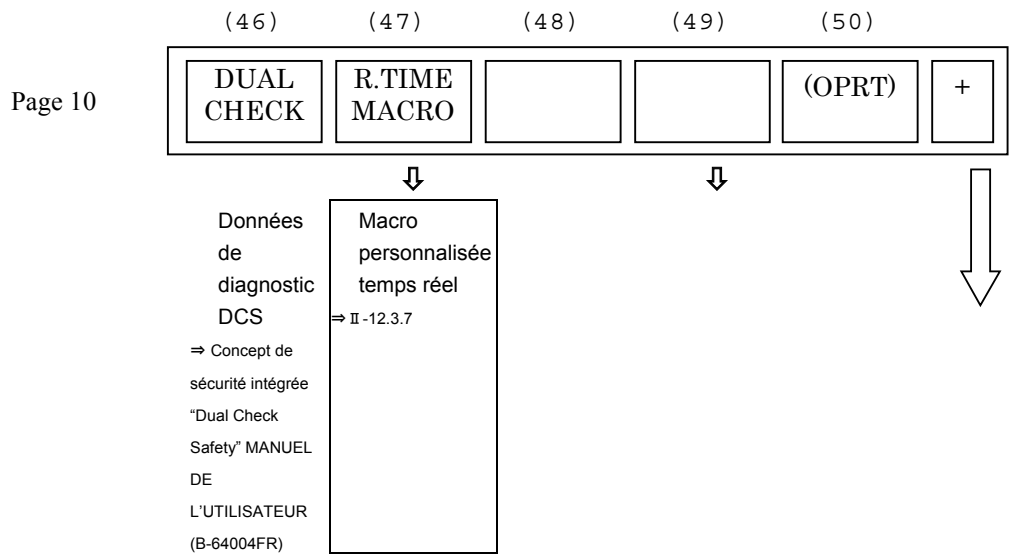 (46) (47) (48) (49) (50)
Page 10
DUAL
CHECK
R.TIME
MACRO
(OPRT)
+
Données
de
diagnostic
DCS
⇒ Concept de
sécurité intégrée
“Dual Check
Safety” MANUEL
DE
L'UTILISATEUR
(B-64004FR)
Macro
personnalisée
temps réel
⇒ II-12.3.7